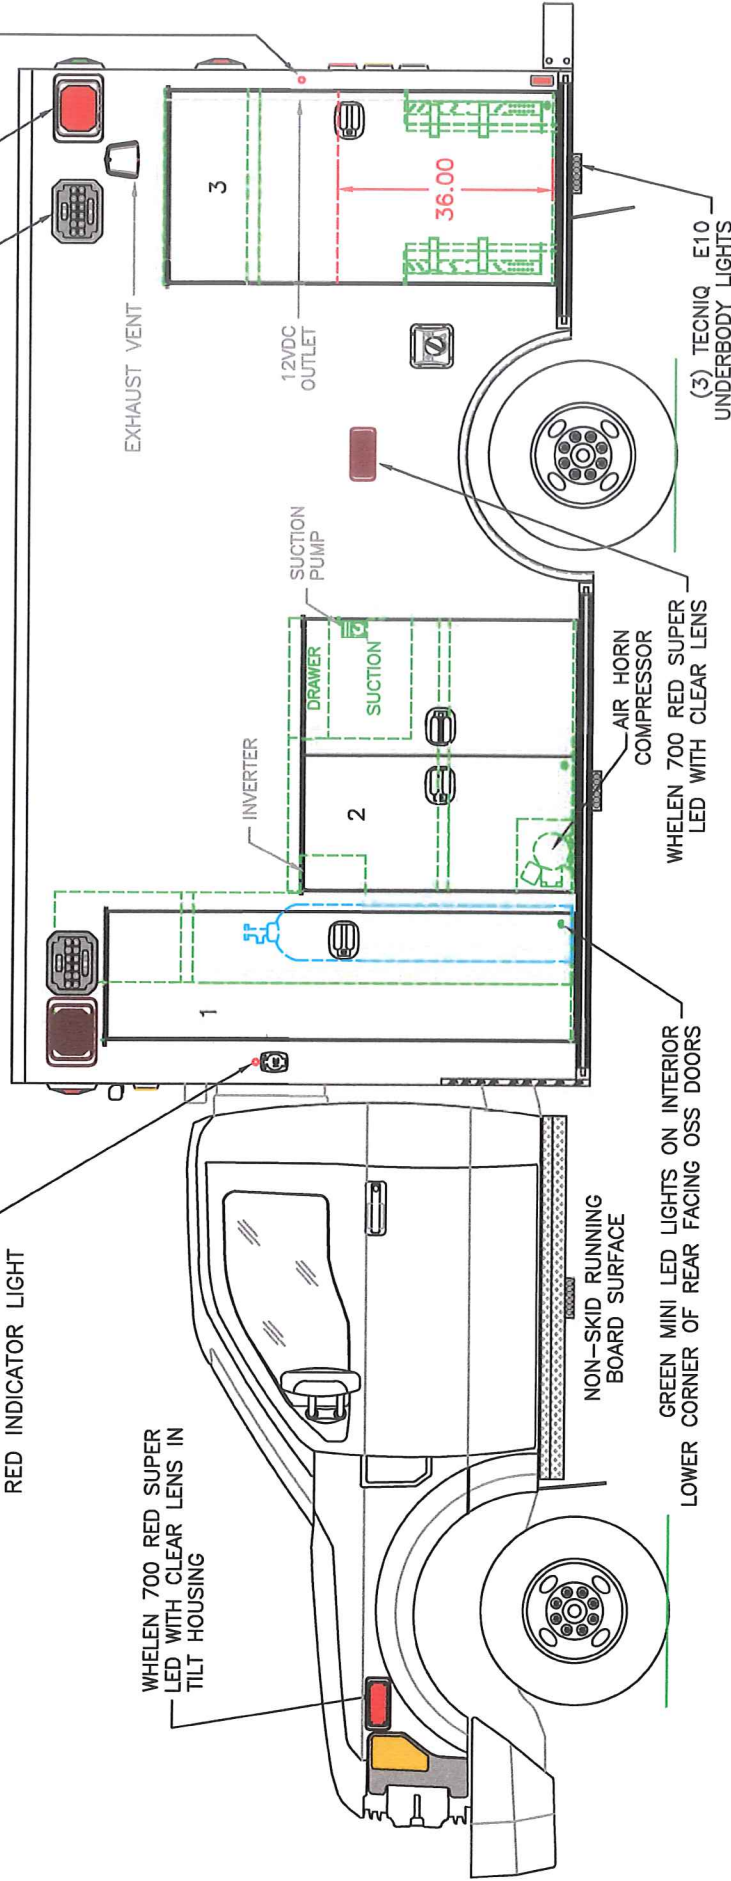 RED INDICATOR LIGHT
WHELEN 700 RED SUPER
LED WITH CLEAR LENS IN
TILT HOUSING
1
INVERTER
2
DRAWER
SUCTION
SUCTION
PUMP
EXHAUST VENT
12VDC
OUTLET
3
36.00
NON-SKID RUNNING
BOARD SURFACE
GREEN MINI LED LIGHTS ON INTERIOR
LOWER CORNER OF REAR FACING OSS DOORS
AIR HORN
COMPRESSOR
WHELEN 700 RED SUPER
LED WITH CLEAR LENS
(3) TECNIQ E10
UNDERBODY LIGHTS